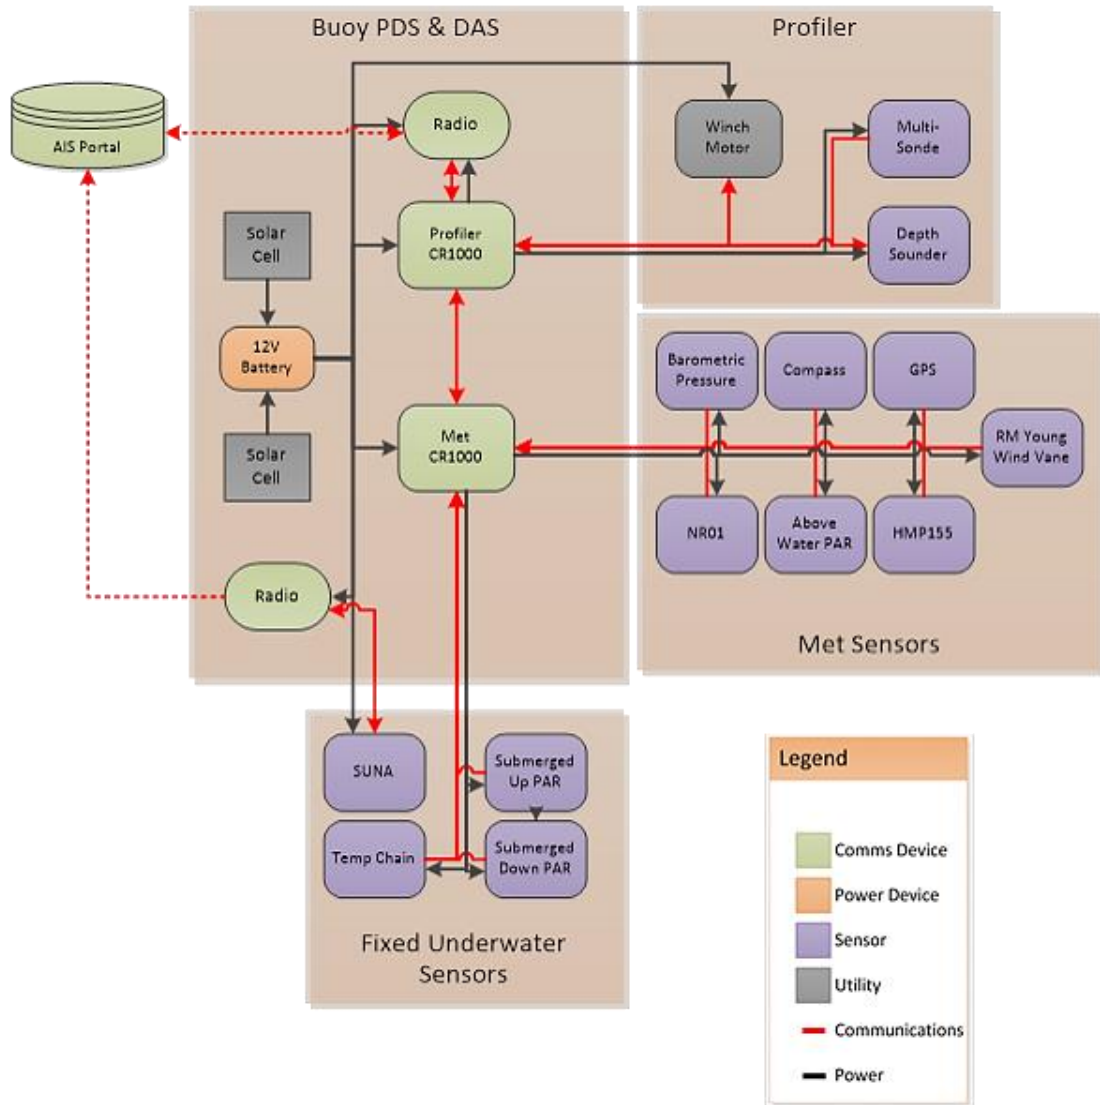 Buoy PDS & DAS
Profiler
AIS Portal
Radio
Winch
Motor
Multi-
Sonde
Solar
Cell
Profiler
CR1000
Depth
Sounder
12V
Battery
Barometric
Pressure
Compass
GPS
Met
CR1000
RM Young
Wind Vane
Solar
Cell
NR01
Above
Water PAR
HMP155
Radio
Met Sensors
SUNA
Submerged
Up PAR
Temp Chain
Submerged
Down PAR
Fixed Underwater
Sensors
Legend
Comms Device
Power Device
Sensor
Utility
Communications
Power